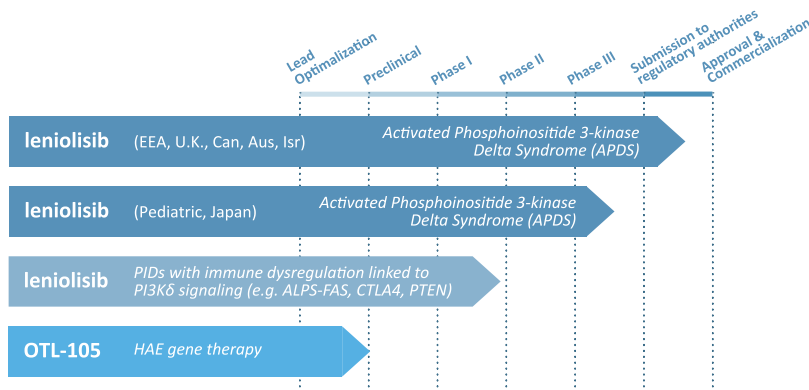 Lead
Optimalization
Preclinical
Phase I
Phase II
Phase III
Submission to
regulatory authorities
Approval &
Commercialization
leniolisib (EEA, U.K., Can, Aus, Isr) Activated Phosphoinositide 3-kinase
Delta Syndrome (APDS)
leniolisib (Pediatric, Japan) Activated Phosphoinositide 3-kinase
Delta Syndrome (APDS)
leniolisib PIDs with immune dysregulation linked to
PI3Kδ signaling (e.g. ALPS-FAS, CTLA4, PTEN)
OTL-105 HAE gene therapy